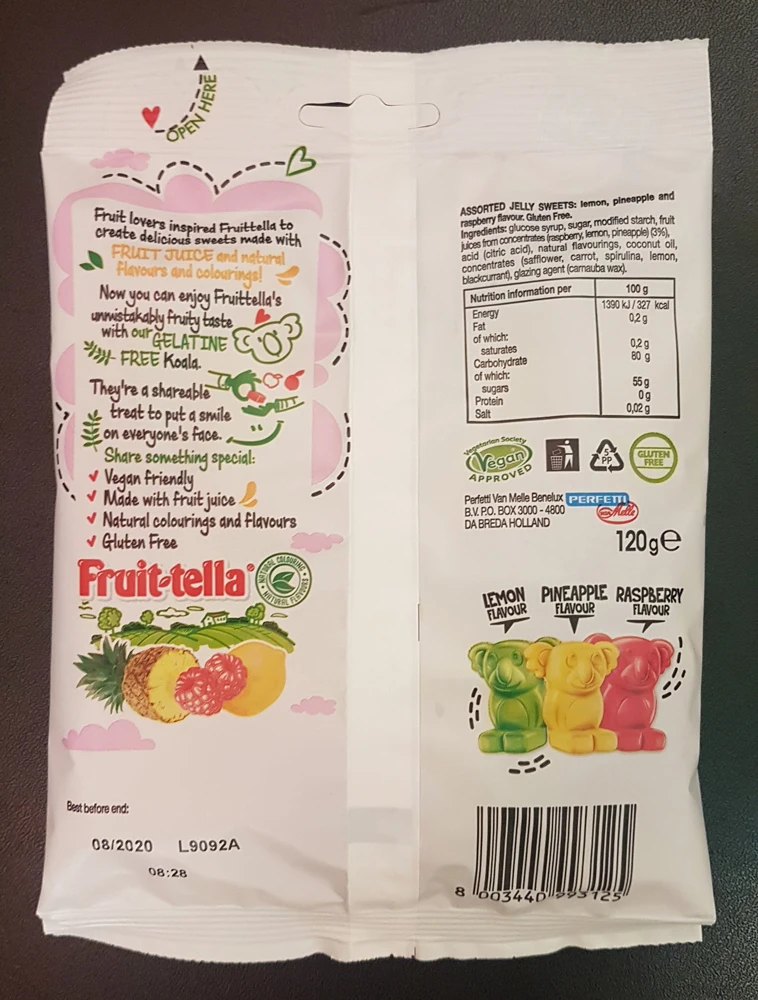 OPEN HERE
Fruit lovers inspired Fruittella to
create delicious sweets made with
FRUIT JUICE and natural
flavours and colourings!
Now you can enjoy Fruittella's
unmistakably fruity taste
with our GELATINE
FREE Koala.
They're a shareable
treat to put a smile
on everyone's face.
Share something special:
Vegan friendly
Made with fruit juice
Natural colourings and flavours
Gluten Free
Fruit-tella®
NATURAL COLOURING • NATURAL FLAVOURS •
Best before end:
08/2020 L9092A
08:28
ASSORTED JELLY SWEETS: lemon, pineapple and
raspberry flavour. Gluten Free.
Ingredients: glucose syrup, sugar, modified starch, fruit
juices from concentrates (raspberry, lemon, pineapple) (3%),
acid (citric acid), natural flavourings, coconut oil,
concentrates (safflower, carrot, spirulina, lemon,
blackcurrant), glazing agent (carnauba wax).
Nutrition information per 100 g
Energy 1390 kJ / 327 kcal
Fat 0,2 g
of which:
saturates 0,2 g
Carbohydrate 80 g
of which:
sugars 55 g
Protein 0 g
Salt 0,02 g
Vegetarian Society
Vegan
APPROVED
5
PP
GLUTEN
FREE
Perfetti Van Melle Benelux
B.V. P.O. BOX 3000 - 4800
DA BREDA HOLLAND
PERFETTI
van Melle
120g e
LEMON
FLAVOUR
PINEAPPLE
FLAVOUR
RASPBERRY
FLAVOUR
8 003440 993125